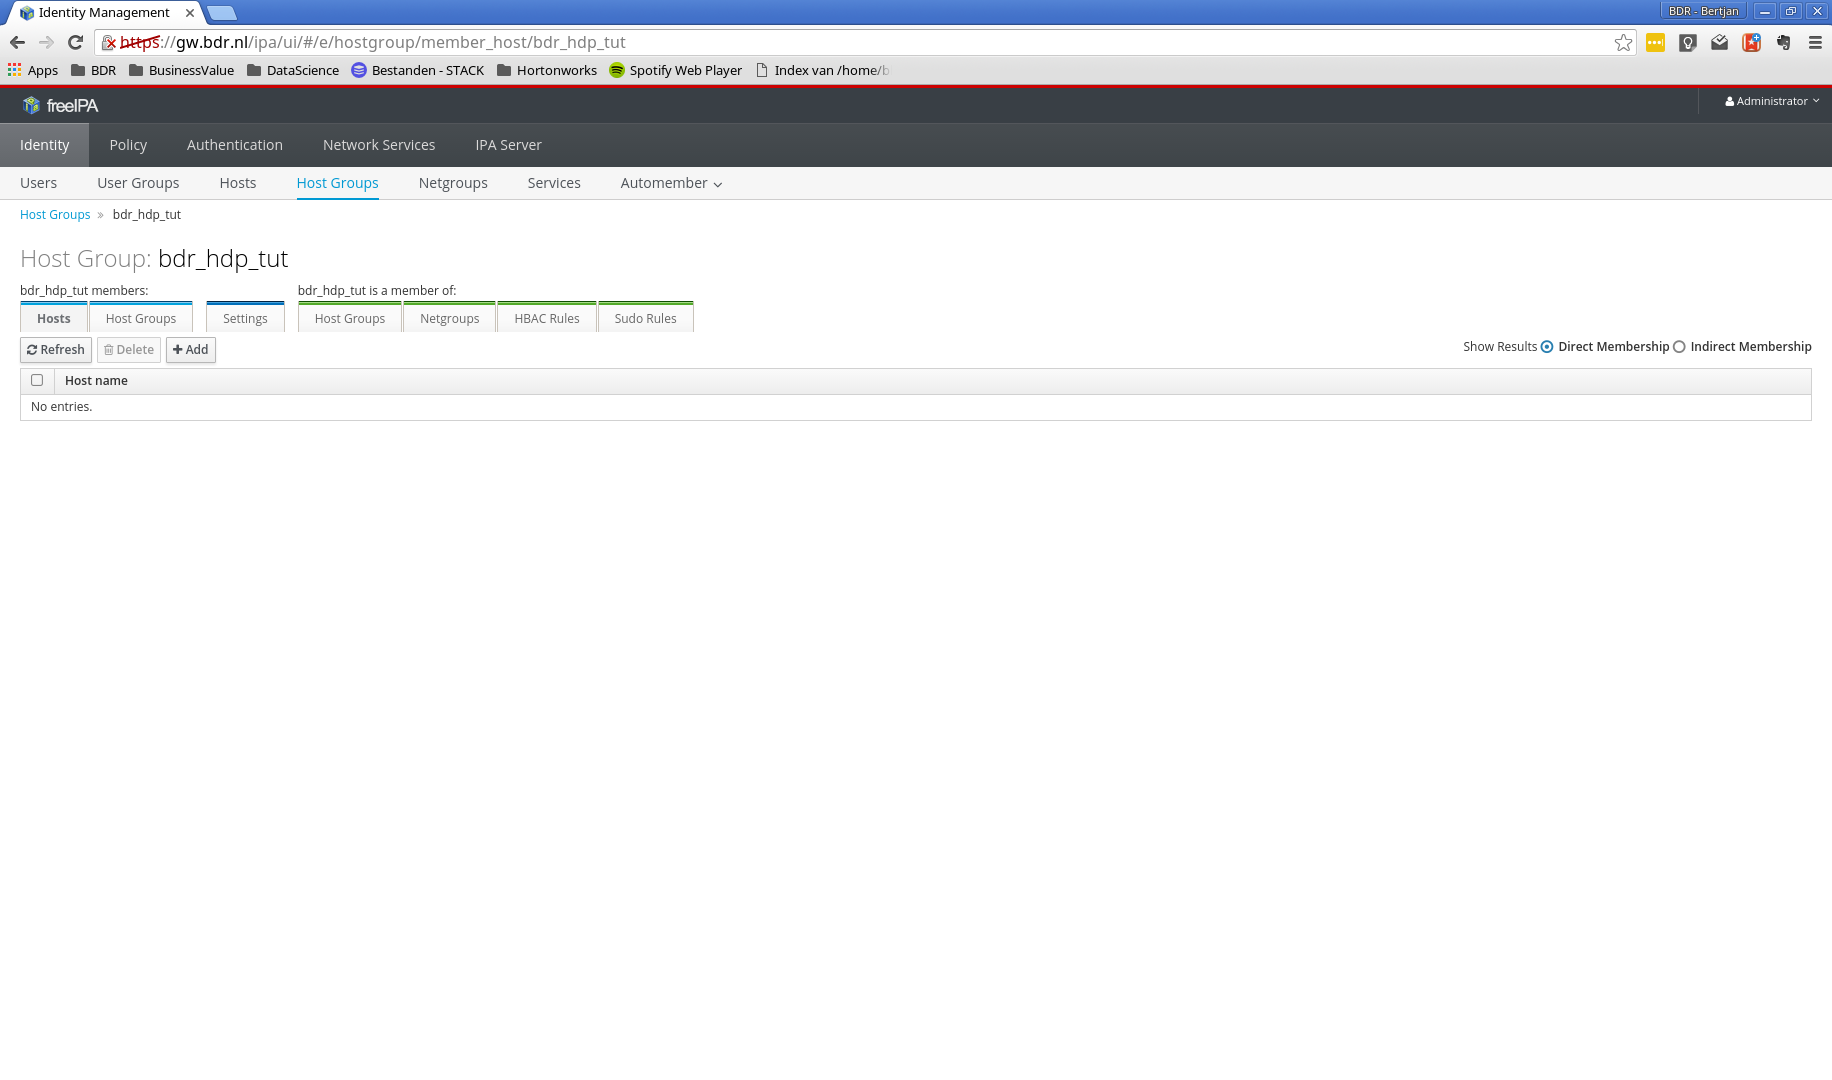 Identity Management
BDR - Bertjan
https://gw.bdr.nl/ipa/ui/#/e/hostgroup/member_host/bdr_hdp_tut
Apps BDR BusinessValue DataScience Bestanden - STACK Hortonworks Spotify Web Player Index van /home/b
freeIPA Administrator
Identity Policy Authentication Network Services IPA Server
Users User Groups Hosts Host Groups Netgroups Services Automember
Host Groups » bdr_hdp_tut
Host Group: bdr_hdp_tut
bdr_hdp_tut members: bdr_hdp_tut is a member of:
Hosts Host Groups Settings Host Groups Netgroups HBAC Rules Sudo Rules
Refresh Delete Add Show Results Direct Membership Indirect Membership
Host name
No entries.